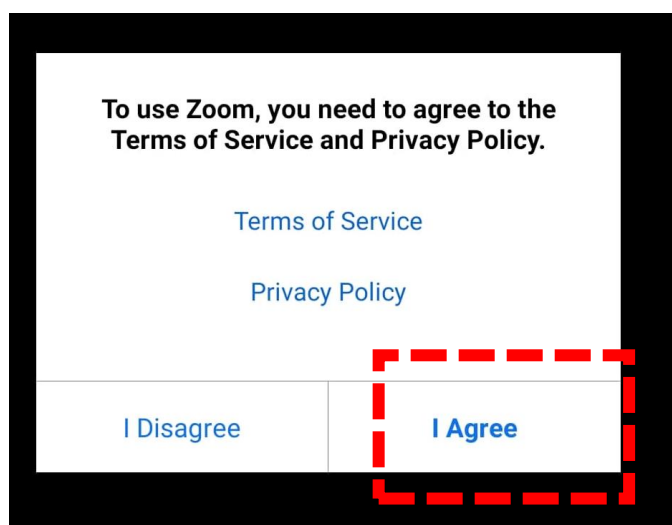 To use Zoom, you need to agree to the
Terms of Service and Privacy Policy.
Terms of Service
Privacy Policy
I Disagree
I Agree